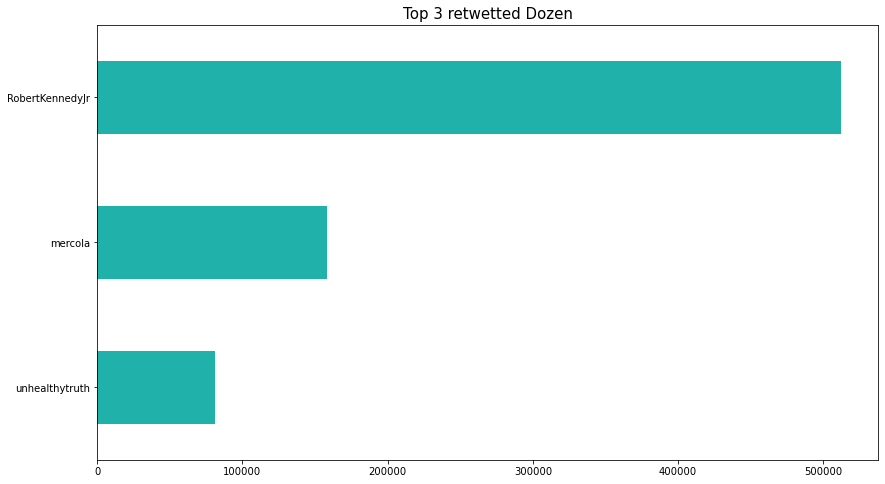 Top 3 retwetted Dozen
RobertKennedyJr
mercola
unhealthytruth
0 100000 200000 300000 400000 500000